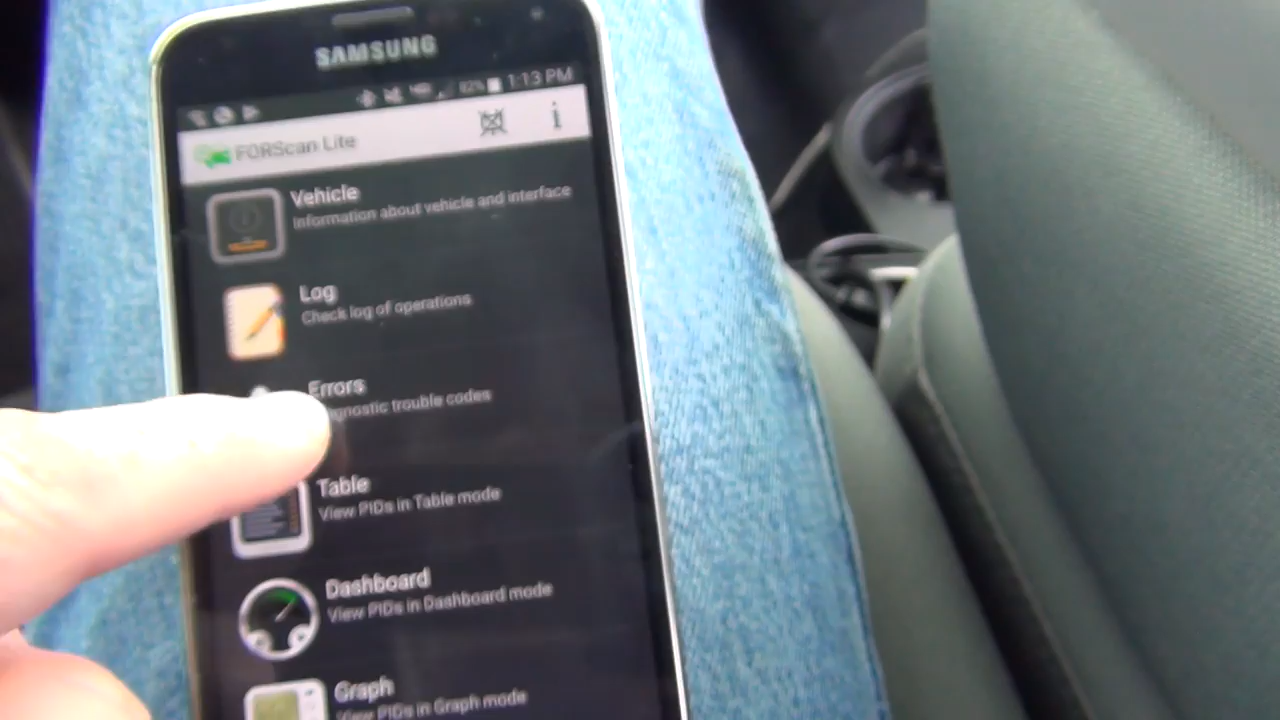 SAMSUNG
82% 1:13 PM
FORScan Lite
Vehicle
Information about vehicle and interface
Log
Check log of operations
Errors
gnostic trouble codes
Table
View PIDs in Table mode
Dashboard
View PIDs in Dashboard mode
Graph
View PIDs in Graph mode